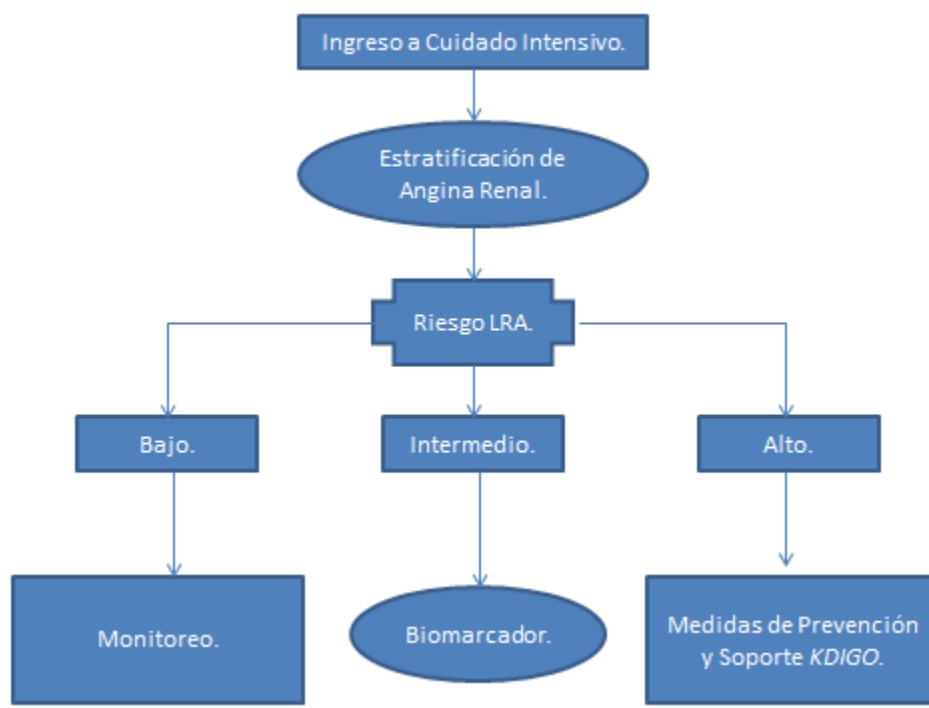 Ingreso a Cuidado Intensivo.
Estratificación de
Angina Renal.
Riesgo LRA.
Bajo.
Intermedio.
Alto.
Monitoreo.
Biomarcador.
Medidas de Prevención
y Soporte KDIGO.